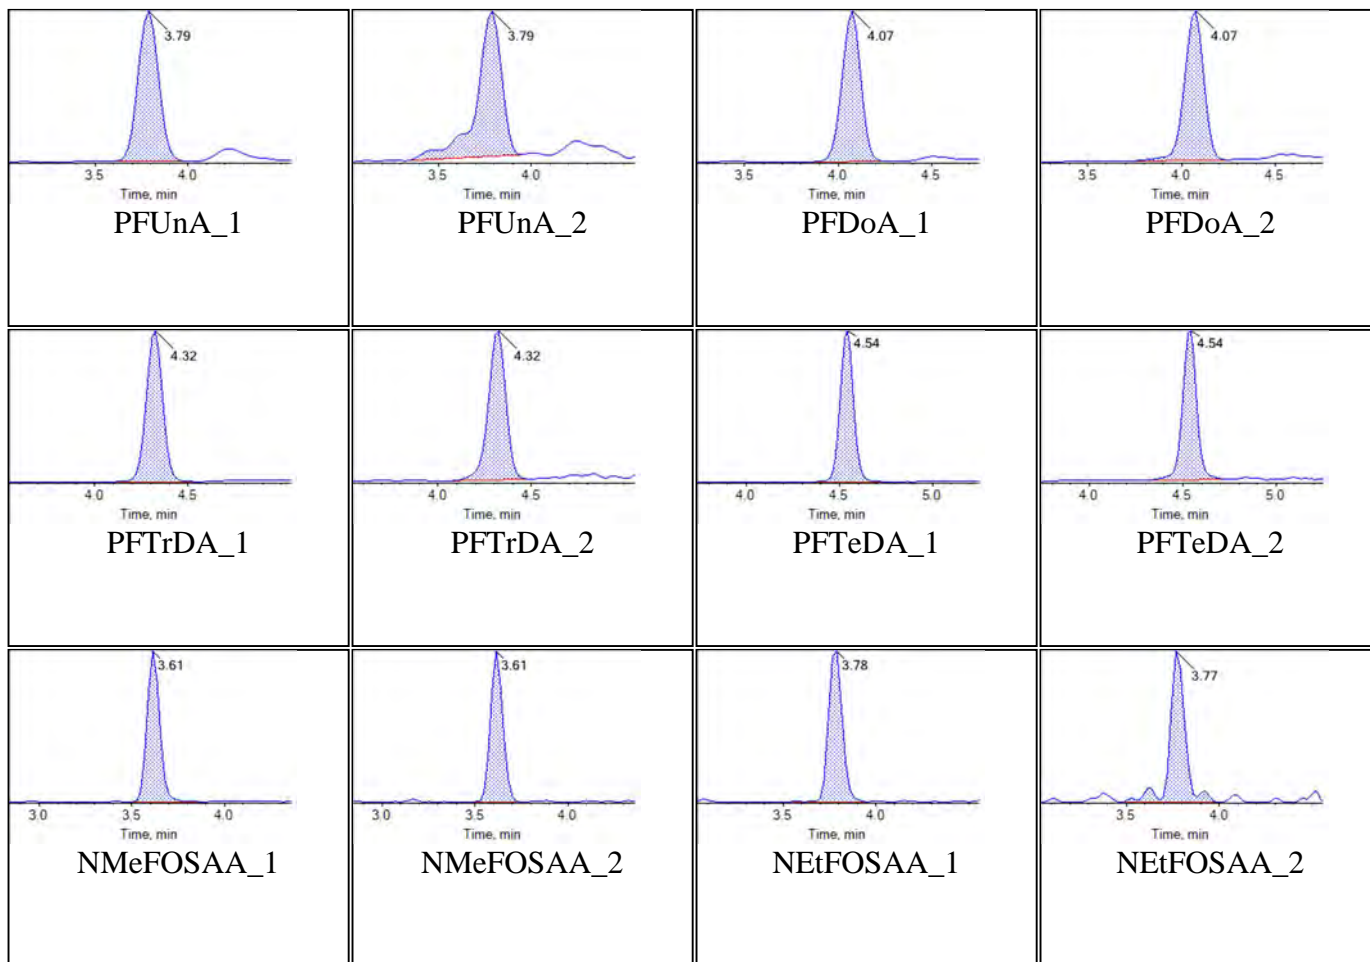 3.79
3.5 4.0
Time, min
PFUnA_1
3.79
3.5 4.0
Time, min
PFUnA_2
4.07
3.5 4.0 4.5
Time, min
PFDoA_1
4.07
3.5 4.0 4.5
Time, min
PFDoA_2
4.32
4.0 4.5
Time, min
PFTrDA_1
4.32
4.0 4.5
Time, min
PFTrDA_2
4.54
4.0 4.5 5.0
Time, min
PFTeDA_1
4.54
4.0 4.5 5.0
Time, min
PFTeDA_2
3.61
3.0 3.5 4.0
Time, min
NMeFOSAA_1
3.61
3.0 3.5 4.0
Time, min
NMeFOSAA_2
3.78
3.5 4.0
Time, min
NEtFOSAA_1
3.77
3.5 4.0
Time, min
NEtFOSAA_2